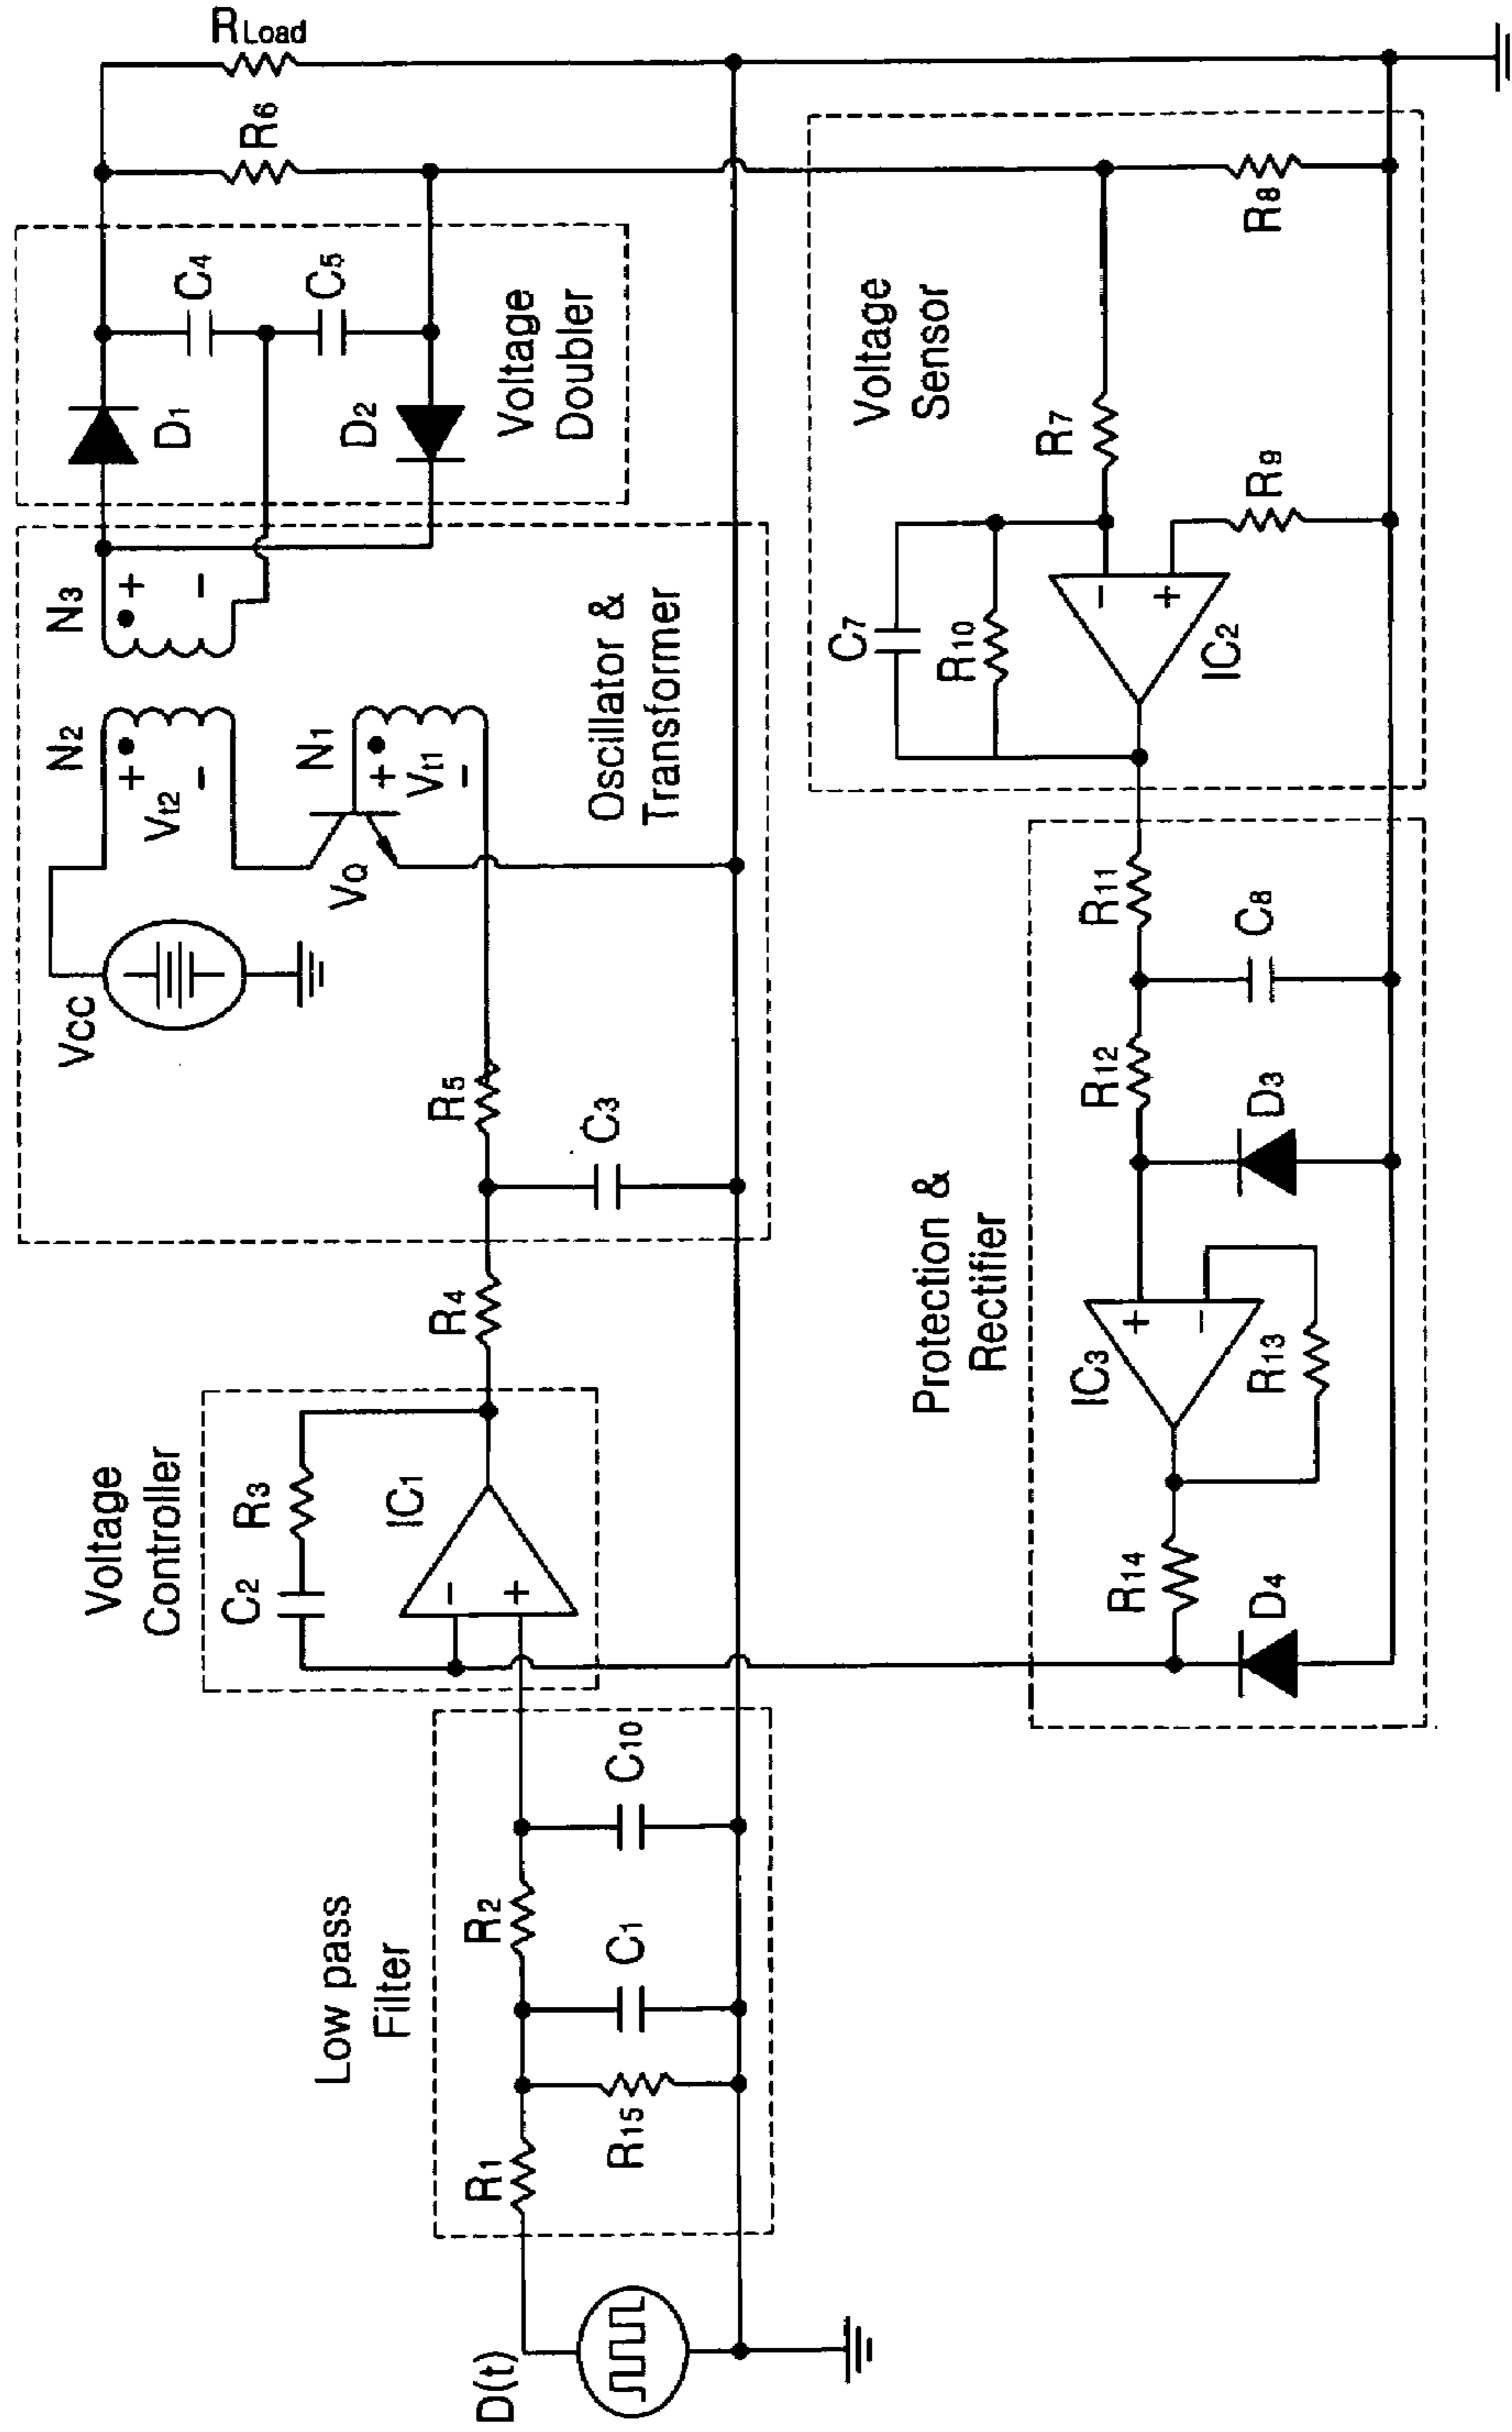 D(t)
Low pass
Filter
R1
R15
C1
R2
C10
Voltage
Controller
C2
R3
IC1
−
+
R4
Oscillator &
Transformer
C3
R5
Vcc
N2
+
Vt2
−
VQ
N1
+
Vt1
−
N3
+
−
Voltage
Doubler
D1
D2
C4
C5
R6
RLoad
Voltage
Sensor
R7
R8
R9
C7
R10
−
+
IC2
Protection &
Rectifier
R11
C8
R12
D3
IC3
+
−
R13
R14
D4